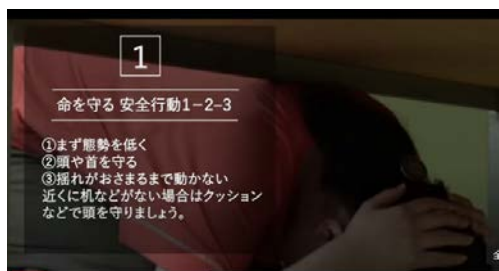 1
命を守る 安全行動1-2-3
①まず態勢を低く
②頭や首を守る
③揺れがおさまるまで動かない
近くに机などがない場合はクッション
などで頭を守りましょう。